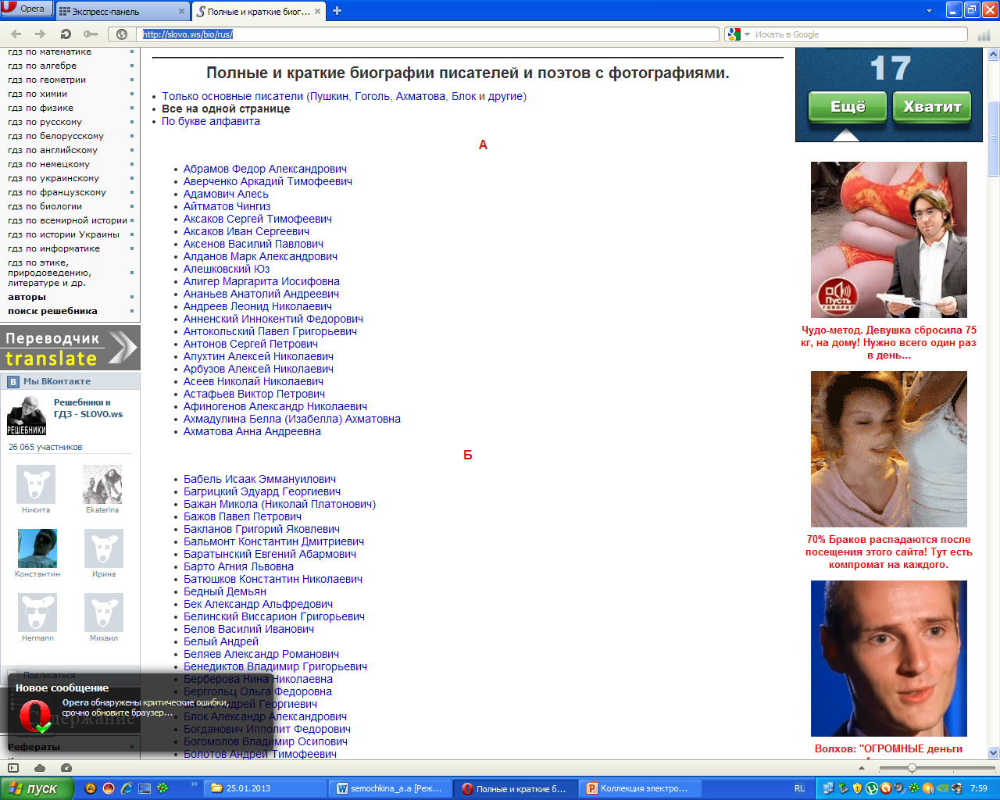 Opera
Экспресс-панель
Полные и краткие биог...
http://slovo.ws/bio/rus/
Искать в Google
гдз по математике
гдз по алгебре
гдз по геометрии
гдз по химии
гдз по физике
гдз по русскому
гдз по белорусскому
гдз по английскому
гдз по немецкому
гдз по украинскому
гдз по французскому
гдз по биологии
гдз по всемирной истории
гдз по истории Украины
гдз по информатике
гдз по этике,
природоведению,
литературе и др.
авторы
поиск решебника
Переводчик
translate
В Мы ВКонтакте
Решебники и
ГДЗ - SLOVO.ws
РЕШЕБНИКИ
26 065 участников
Никита
Ekaterina
Константин
Ирина
Hermann
Михаил
Подписаться
Новое сообщение
Opera обнаружены критические ошибки,
срочно обновите браузер...
Содержание
Рефераты
Полные и краткие биографии писателей и поэтов с фотографиями.
Только основные писатели (Пушкин, Гоголь, Ахматова, Блок и другие)
Все на одной странице
По букве алфавита
А
Абрамов Федор Александрович
Аверченко Аркадий Тимофеевич
Адамович Алесь
Айтматов Чингиз
Аксаков Сергей Тимофеевич
Аксаков Иван Сергеевич
Аксенов Василий Павлович
Алданов Марк Александрович
Алешковский Юз
Алигер Маргарита Иосифовна
Ананьев Анатолий Андреевич
Андреев Леонид Николаевич
Анненский Иннокентий Федорович
Антокольский Павел Григорьевич
Антонов Сергей Петрович
Апухтин Алексей Николаевич
Арбузов Алексей Николаевич
Асеев Николай Николаевич
Астафьев Виктор Петрович
Афиногенов Александр Николаевич
Ахмадулина Белла (Изабелла) Ахматовна
Ахматова Анна Андреевна
Б
Бабель Исаак Эммануилович
Багрицкий Эдуард Георгиевич
Бажан Микола (Николай Платонович)
Бажов Павел Петрович
Бакланов Григорий Яковлевич
Бальмонт Константин Дмитриевич
Баратынский Евгений Абармович
Барто Агния Львовна
Батюшков Константин Николаевич
Бедный Демьян
Бек Александр Альфредович
Белинский Виссарион Григорьевич
Белов Василий Иванович
Белый Андрей
Беляев Александр Романович
Бенедиктов Владимир Григорьевич
Берберова Нина Николаевна
Берггольц Ольга Федоровна
Андрей Георгиевич
Блок Александр Александрович
Богданович Ипполит Федорович
Богомолов Владимир Осипович
Болотов Андрей Тимофеевич
17
Ещё
Хватит
Пусть
говорят
Чудо-метод. Девушка сбросила 75
кг, на дому! Нужно всего один раз
в день...
70% Браков распадаются после
посещения этого сайта! Тут есть
компромат на каждого.
Волхов: "ОГРОМНЫЕ деньги
пуск
25.01.2013
semochkina_a.a [Реж...
Полные и краткие б...
Коллекция электро...
RU
7:59